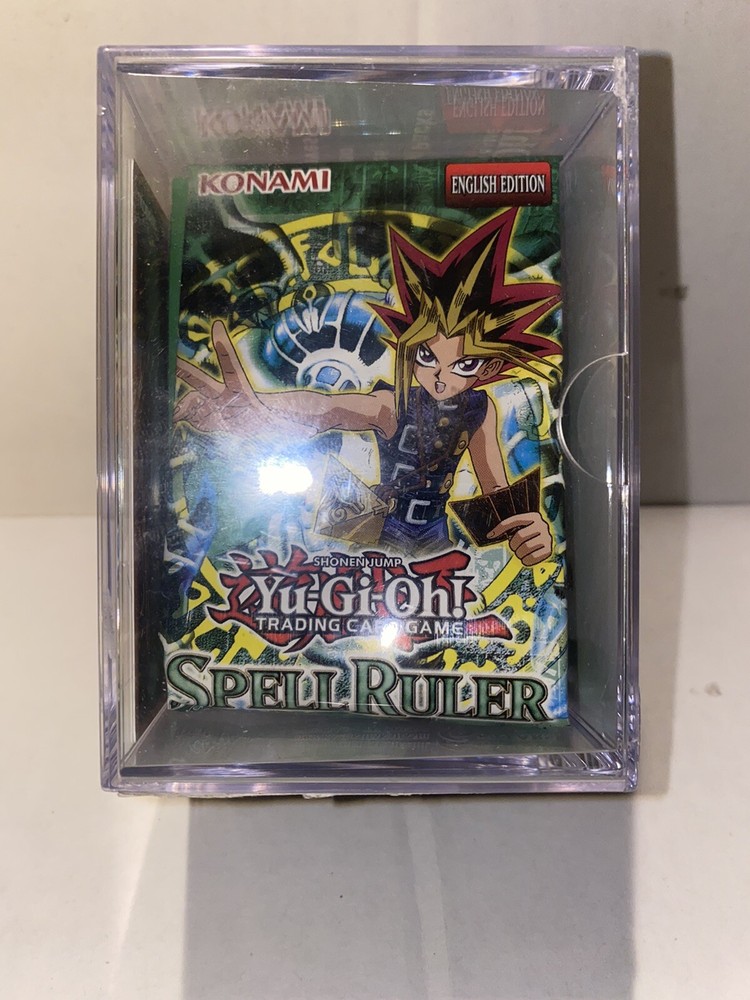 KONAMI
ENGLISH EDITION
SHONEN JUMP
Yu-Gi-Oh!
TRADING CARD GAME
SPELL RULER